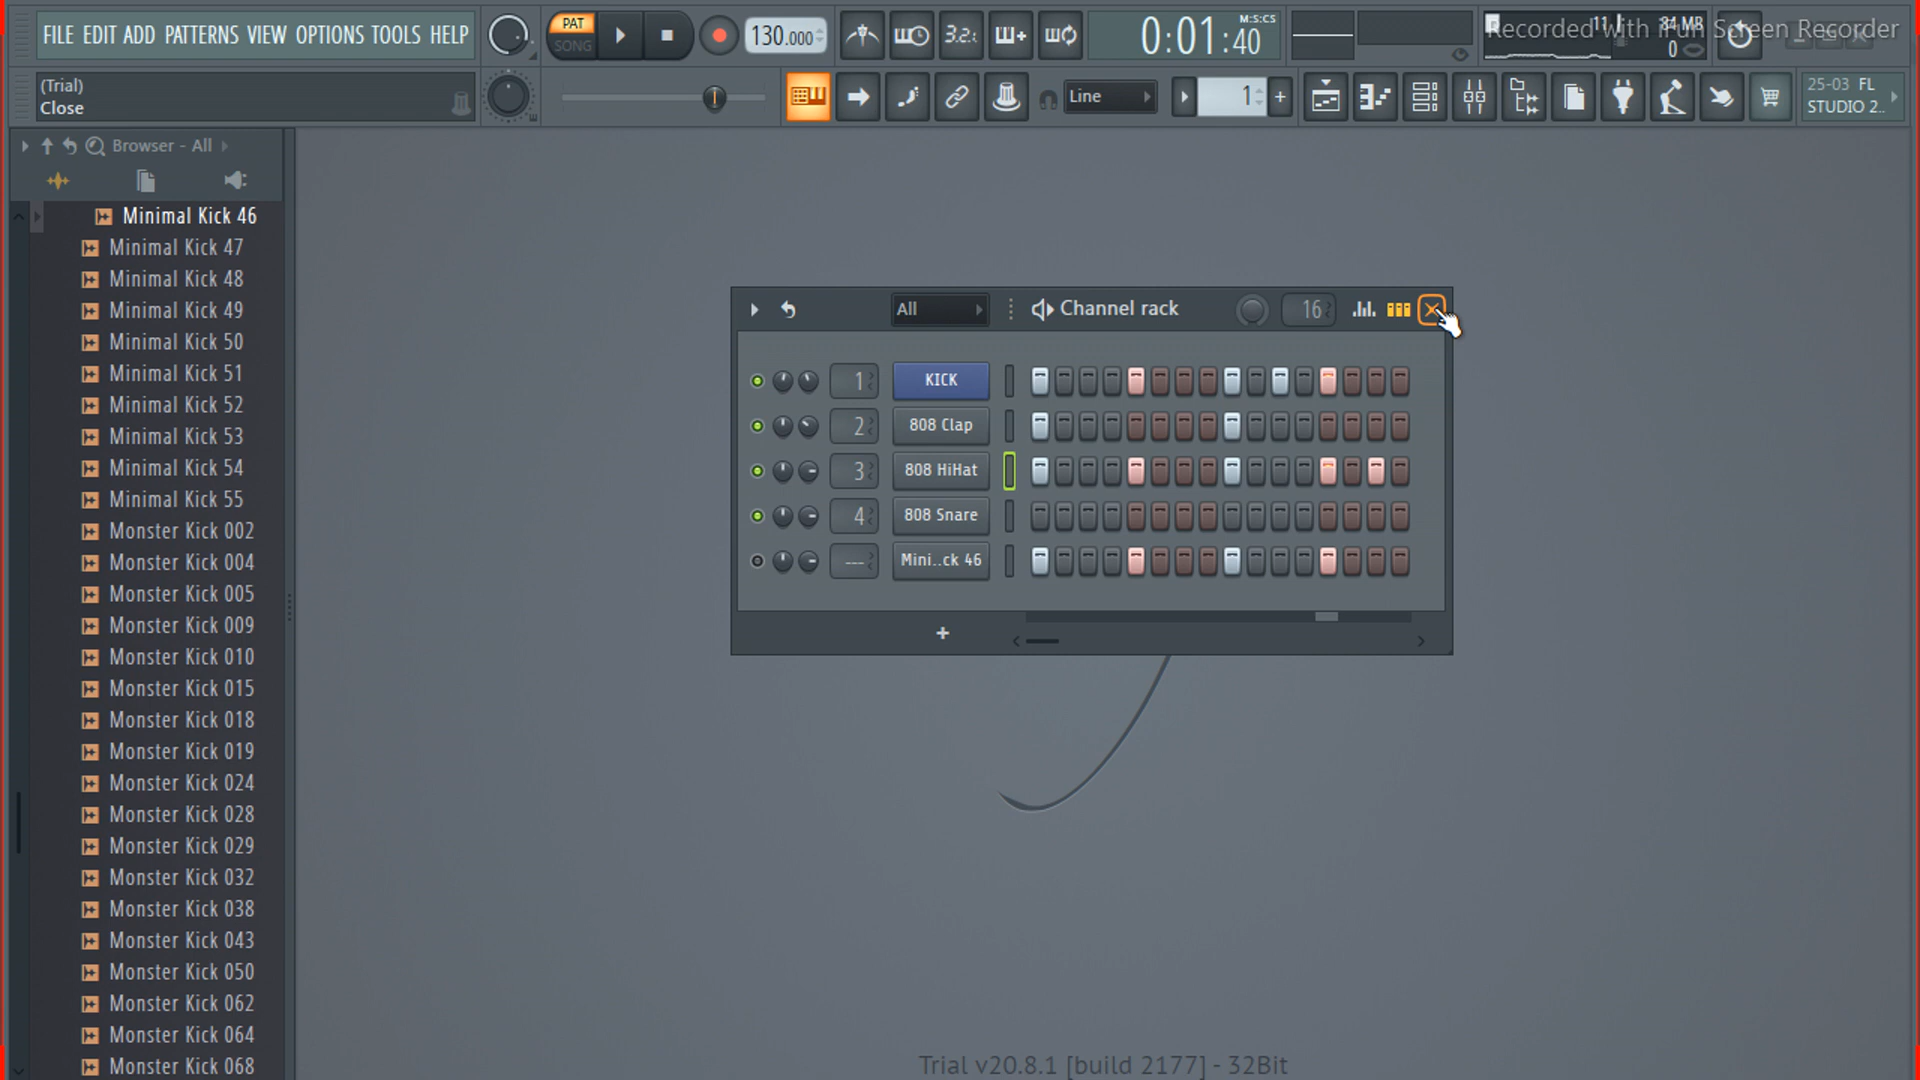 FILE EDIT ADD PATTERNS VIEW OPTIONS TOOLS HELP
PAT
SONG
130.000
3.2.
0:01:40
M:S:CS
11
84 MB
0
Recorded with iFun Screen Recorder
(Trial)
Close
Line
1
25-03 FL
STUDIO 2..
Browser - All
Minimal Kick 46
Minimal Kick 47
Minimal Kick 48
Minimal Kick 49
Minimal Kick 50
Minimal Kick 51
Minimal Kick 52
Minimal Kick 53
Minimal Kick 54
Minimal Kick 55
Monster Kick 002
Monster Kick 004
Monster Kick 005
Monster Kick 009
Monster Kick 010
Monster Kick 015
Monster Kick 018
Monster Kick 019
Monster Kick 024
Monster Kick 028
Monster Kick 029
Monster Kick 032
Monster Kick 038
Monster Kick 043
Monster Kick 050
Monster Kick 062
Monster Kick 064
Monster Kick 068
All
Channel rack
16
1 KICK
2 808 Clap
3 808 HiHat
4 808 Snare
--- Mini..ck 46
+
Trial v20.8.1 [build 2177] - 32Bit